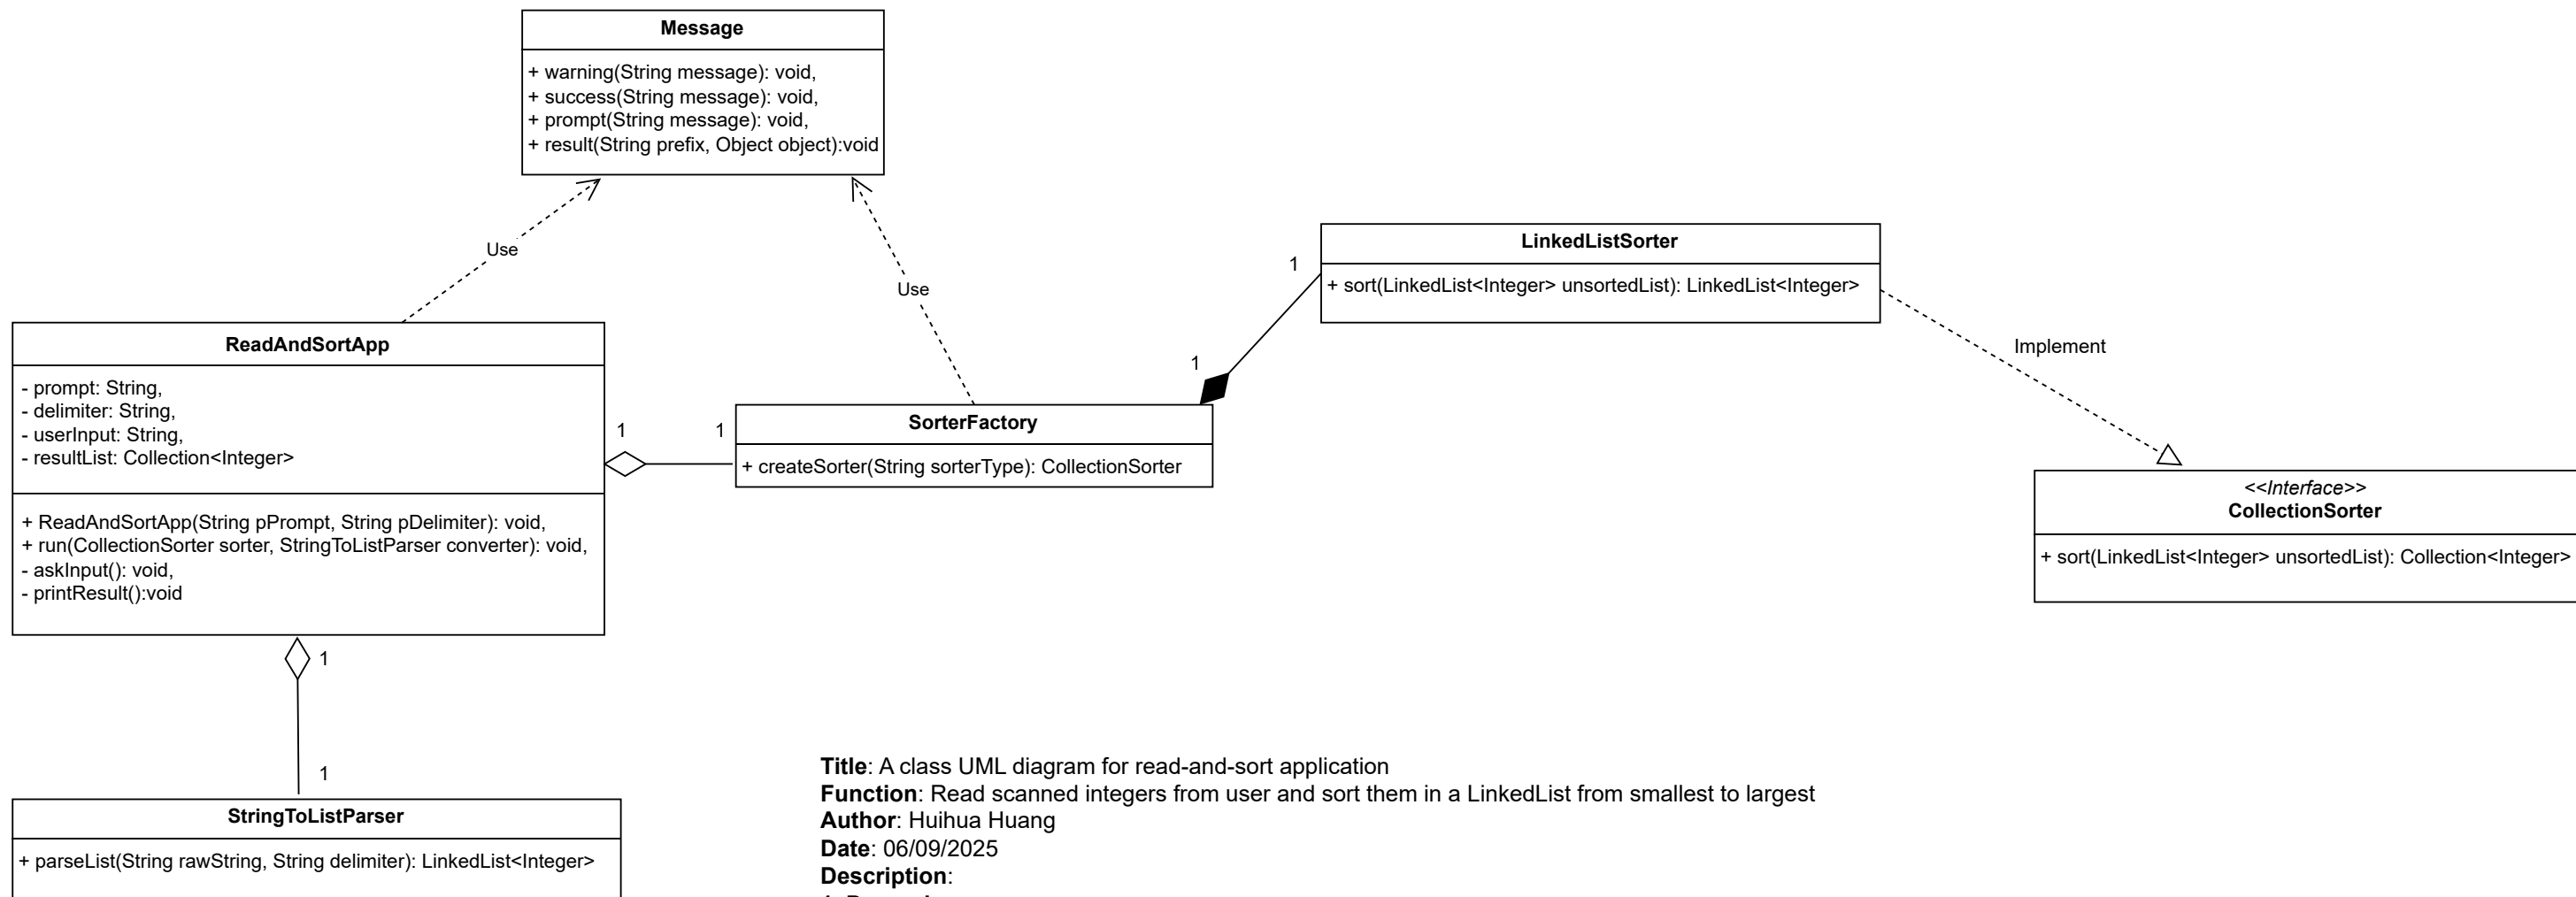 Message
+ warning(String message): void,
+ success(String message): void,
+ prompt(String message): void,
+ result(String prefix, Object object):void
Use
Use
ReadAndSortApp
- prompt: String,
- delimiter: String,
- userInput: String,
- resultList: Collection<Integer>
+ ReadAndSortApp(String pPrompt, String pDelimiter): void,
+ run(CollectionSorter sorter, StringToListParser converter): void,
- askInput(): void,
- printResult():void
1
1
SorterFactory
+ createSorter(String sorterType): CollectionSorter
1
1
LinkedListSorter
+ sort(LinkedList<Integer> unsortedList): LinkedList<Integer>
Implement
<<Interface>>
CollectionSorter
+ sort(LinkedList<Integer> unsortedList): Collection<Integer>
1
1
StringToListParser
+ parseList(String rawString, String delimiter): LinkedList<Integer>
Title: A class UML diagram for read-and-sort application
Function: Read scanned integers from user and sort them in a LinkedList from smallest to largest
Author: Huihua Huang
Date: 06/09/2025
Description: